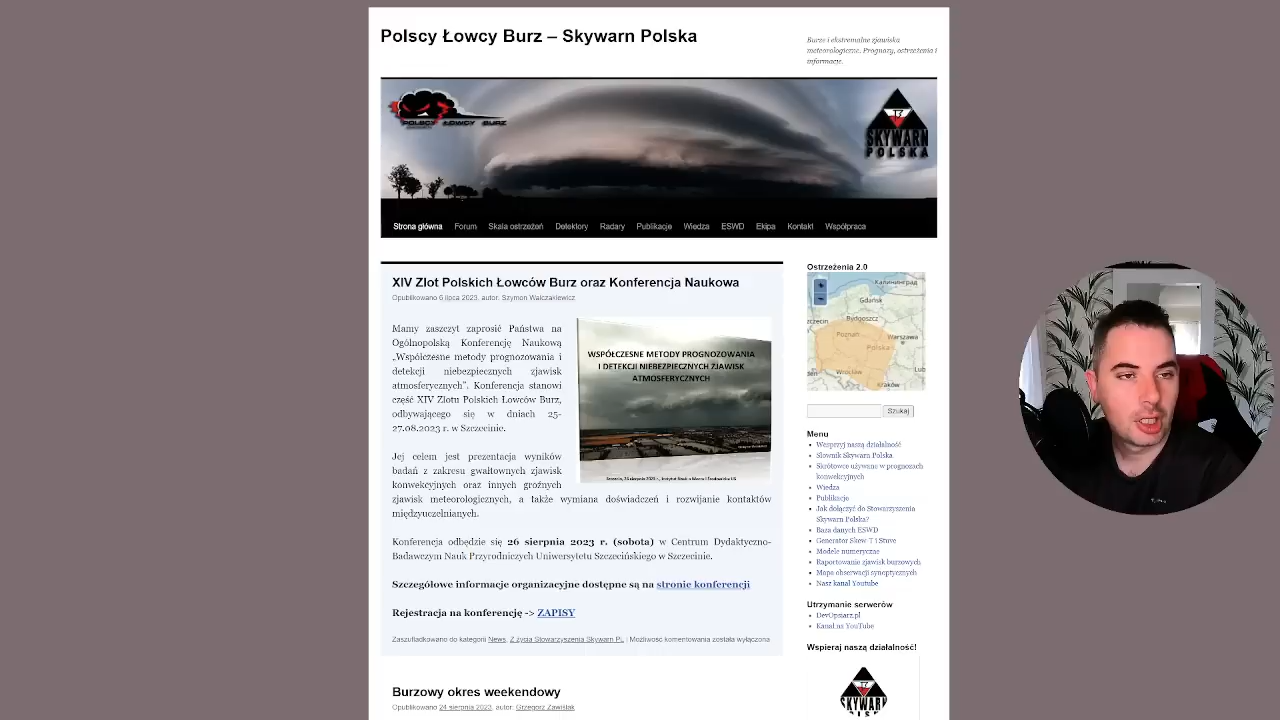 Polscy Łowcy Burz – Skywarn Polska
Burze i ekstremalne zjawiska
meteorologiczne. Prognozy, ostrzeżenia i
informacje.
POLSCY ŁOWCY BURZ
SKYWARN
POLSKA
Strona główna Forum Skala ostrzeżeń Detektory Radary Publikacje Wiedza ESWD Ekipa Kontakt Współpraca
XIV Zlot Polskich Łowców Burz oraz Konferencja Naukowa
Opublikowano 6 lipca 2023, autor: Szymon Walczakiewicz
Mamy zaszczyt zaprosić Państwa na
Ogólnopolską Konferencję Naukową
„Współczesne metody prognozowania i
detekcji niebezpiecznych zjawisk
atmosferycznych”. Konferencja stanowi
część XIV Zlotu Polskich Łowców Burz,
odbywającego się w dniach 25-
27.08.2023 r. w Szczecinie.
WSPÓŁCZESNE METODY PROGNOZOWANIA
I DETEKCJI NIEBEZPIECZNYCH ZJAWISK
ATMOSFERYCZNYCH
Jej celem jest prezentacja wyników
badań z zakresu gwałtownych zjawisk
konwekcyjnych oraz innych groźnych
zjawisk meteorologicznych, a także wymiana doświadczeń i rozwijanie kontaktów
międzyuczelnianych.
Konferencja odbędzie się 26 sierpnia 2023 r. (sobota) w Centrum Dydaktyczno-
Badawczym Nauk Przyrodniczych Uniwersytetu Szczecińskiego w Szczecinie.
Szczegółowe informacje organizacyjne dostępne są na stronie konferencji
Rejestracja na konferencję -> ZAPISY
Zaszufladkowano do kategorii News, Z życia Stowarzyszenia Skywarn PL | Możliwość komentowania została wyłączona
Burzowy okres weekendowy
Opublikowano 24 sierpnia 2023, autor: Grzegorz Zawiślak
Ostrzeżenia 2.0
Калининград
Gdańsk
zczecin Bydgoszcz
Poznań Warszawa
Polska
Wrocław Lu
Kraków
Szukaj
Menu
Wesprzyj naszą działalność
Słownik Skywarn Polska
Skrótowce używane w prognozach
konwekcyjnych
Wiedza
Publikacje
Jak dołączyć do Stowarzyszenia
Skywarn Polska?
Baza danych ESWD
Generator Skew-T i Stuve
Modele numeryczne
Raportowanie zjawisk burzowych
Mapa obserwacji synoptycznych
Nasz kanał Youtube
Utrzymanie serwerów
DevOpsiarz.pl
Kanał na YouTube
Wspieraj naszą działalność!
SKYWARN